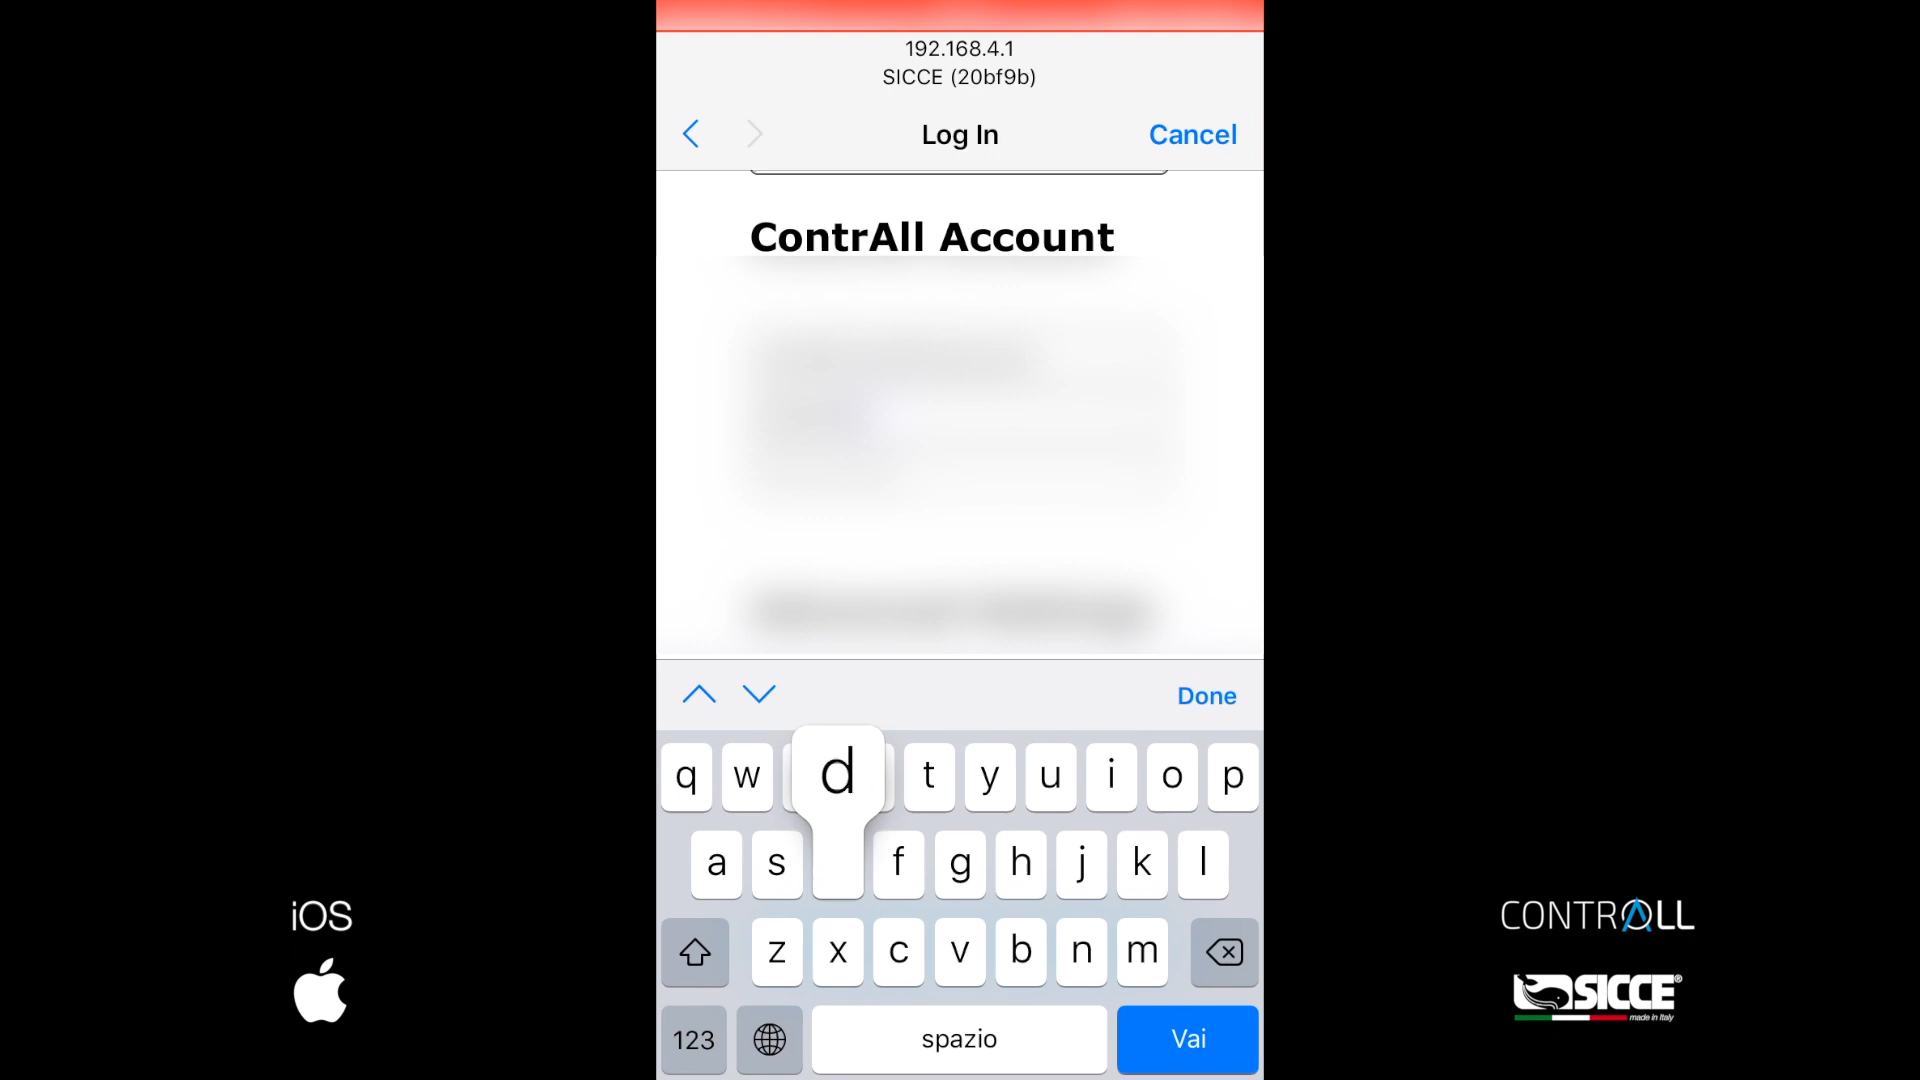 192.168.4.1
SICCE (20bf9b)
Log In
Cancel
ContrAll Account
Done
q w d t y u i o p
a s f g h j k l
z x c v b n m
123 spazio Vai
iOS
CONTRALL
SICCE®
made in Italy